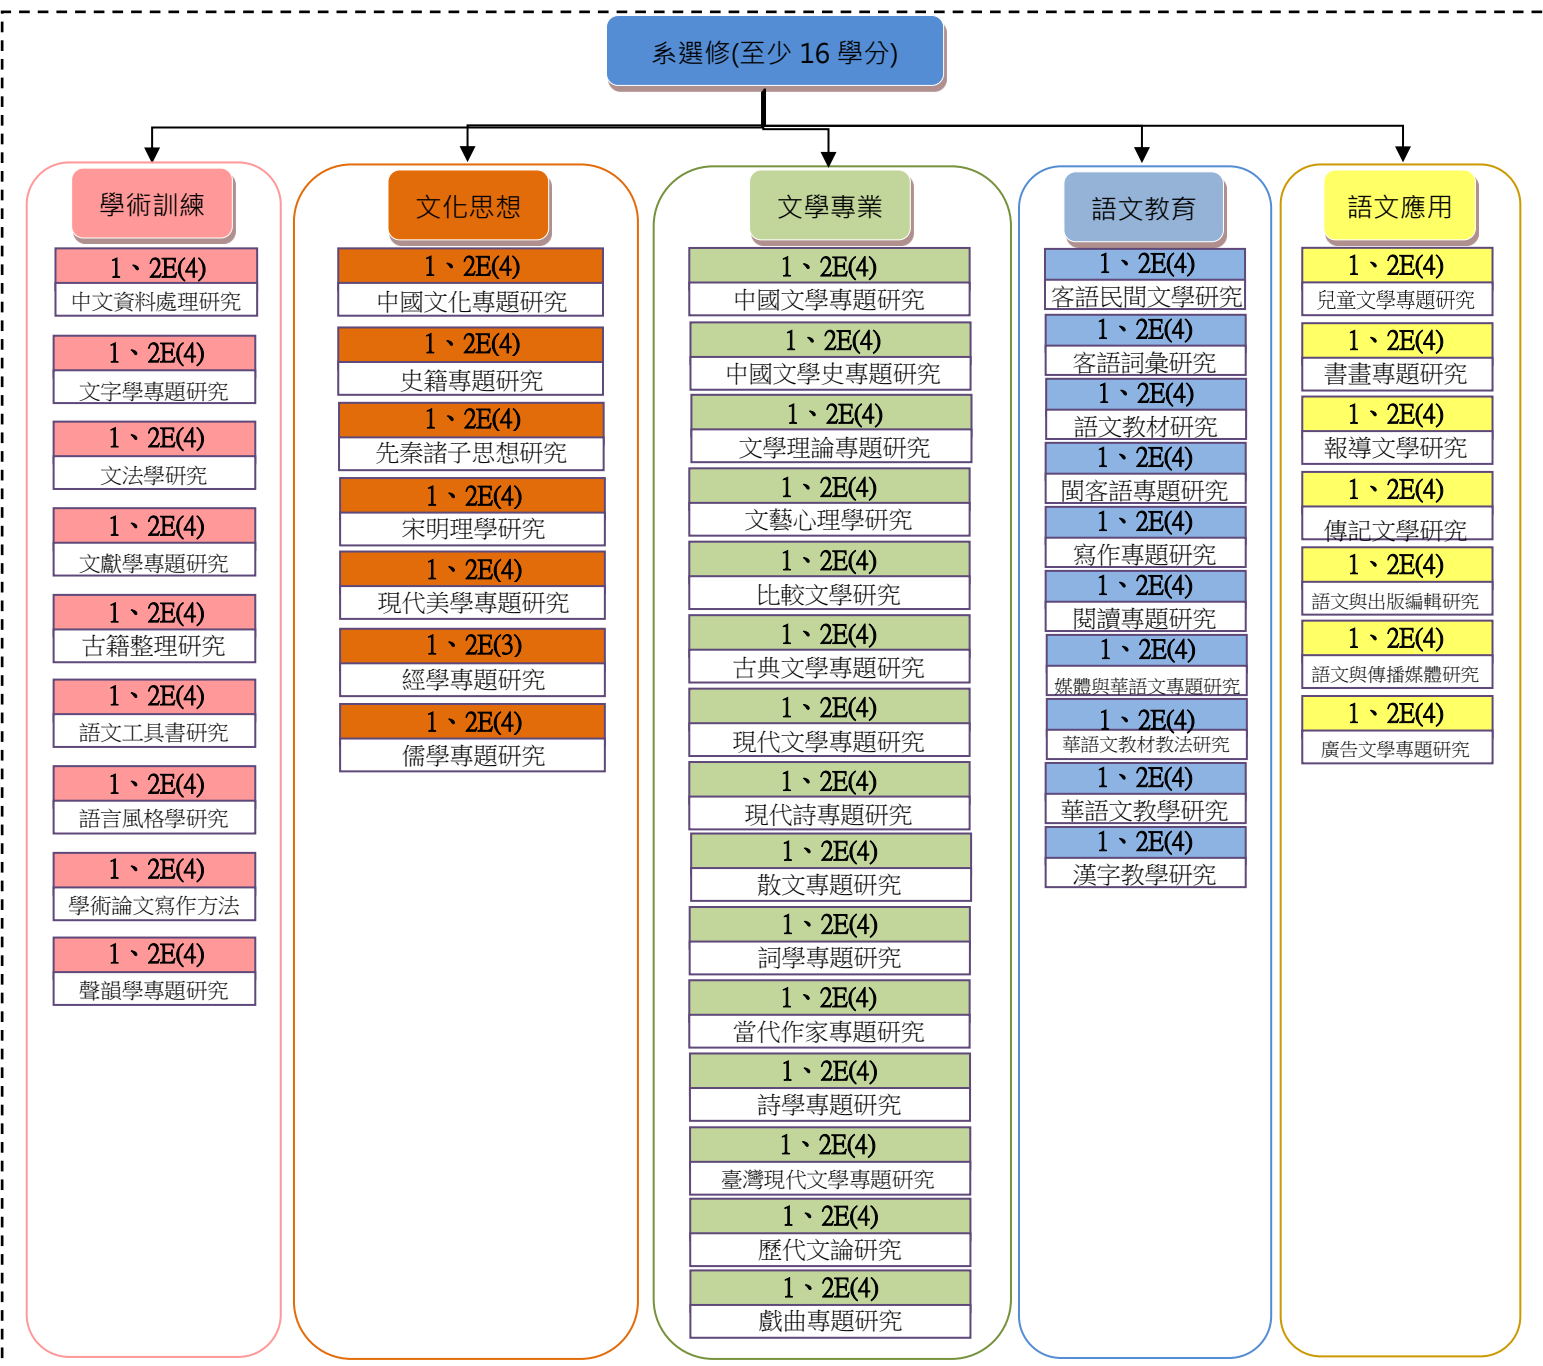 系選修(至少 16 學分)
學術訓練
1、2E(4)
中文資料處理研究
1、2E(4)
文字學專題研究
1、2E(4)
文法學研究
1、2E(4)
文獻學專題研究
1、2E(4)
古籍整理研究
1、2E(4)
語文工具書研究
1、2E(4)
語言風格學研究
1、2E(4)
學術論文寫作方法
1、2E(4)
聲韻學專題研究
文化思想
1、2E(4)
中國文化專題研究
1、2E(4)
史籍專題研究
1、2E(4)
先秦諸子思想研究
1、2E(4)
宋明理學研究
1、2E(4)
現代美學專題研究
1、2E(3)
經學專題研究
1、2E(4)
儒學專題研究
文學專業
1、2E(4)
中國文學專題研究
1、2E(4)
中國文學史專題研究
1、2E(4)
文學理論專題研究
1、2E(4)
文藝心理學研究
1、2E(4)
比較文學研究
1、2E(4)
古典文學專題研究
1、2E(4)
現代文學專題研究
1、2E(4)
現代詩專題研究
1、2E(4)
散文專題研究
1、2E(4)
詞學專題研究
1、2E(4)
當代作家專題研究
1、2E(4)
詩學專題研究
1、2E(4)
臺灣現代文學專題研究
1、2E(4)
歷代文論研究
1、2E(4)
戲曲專題研究
語文教育
1、2E(4)
客語民間文學研究
1、2E(4)
客語詞彙研究
1、2E(4)
語文教材研究
1、2E(4)
閩客語專題研究
1、2E(4)
寫作專題研究
1、2E(4)
閱讀專題研究
1、2E(4)
媒體與華語文專題研究
1、2E(4)
華語文教材教法研究
1、2E(4)
華語文教學研究
1、2E(4)
漢字教學研究
語文應用
1、2E(4)
兒童文學專題研究
1、2E(4)
書畫專題研究
1、2E(4)
報導文學研究
1、2E(4)
傳記文學研究
1、2E(4)
語文與出版編輯研究
1、2E(4)
語文與傳播媒體研究
1、2E(4)
廣告文學專題研究